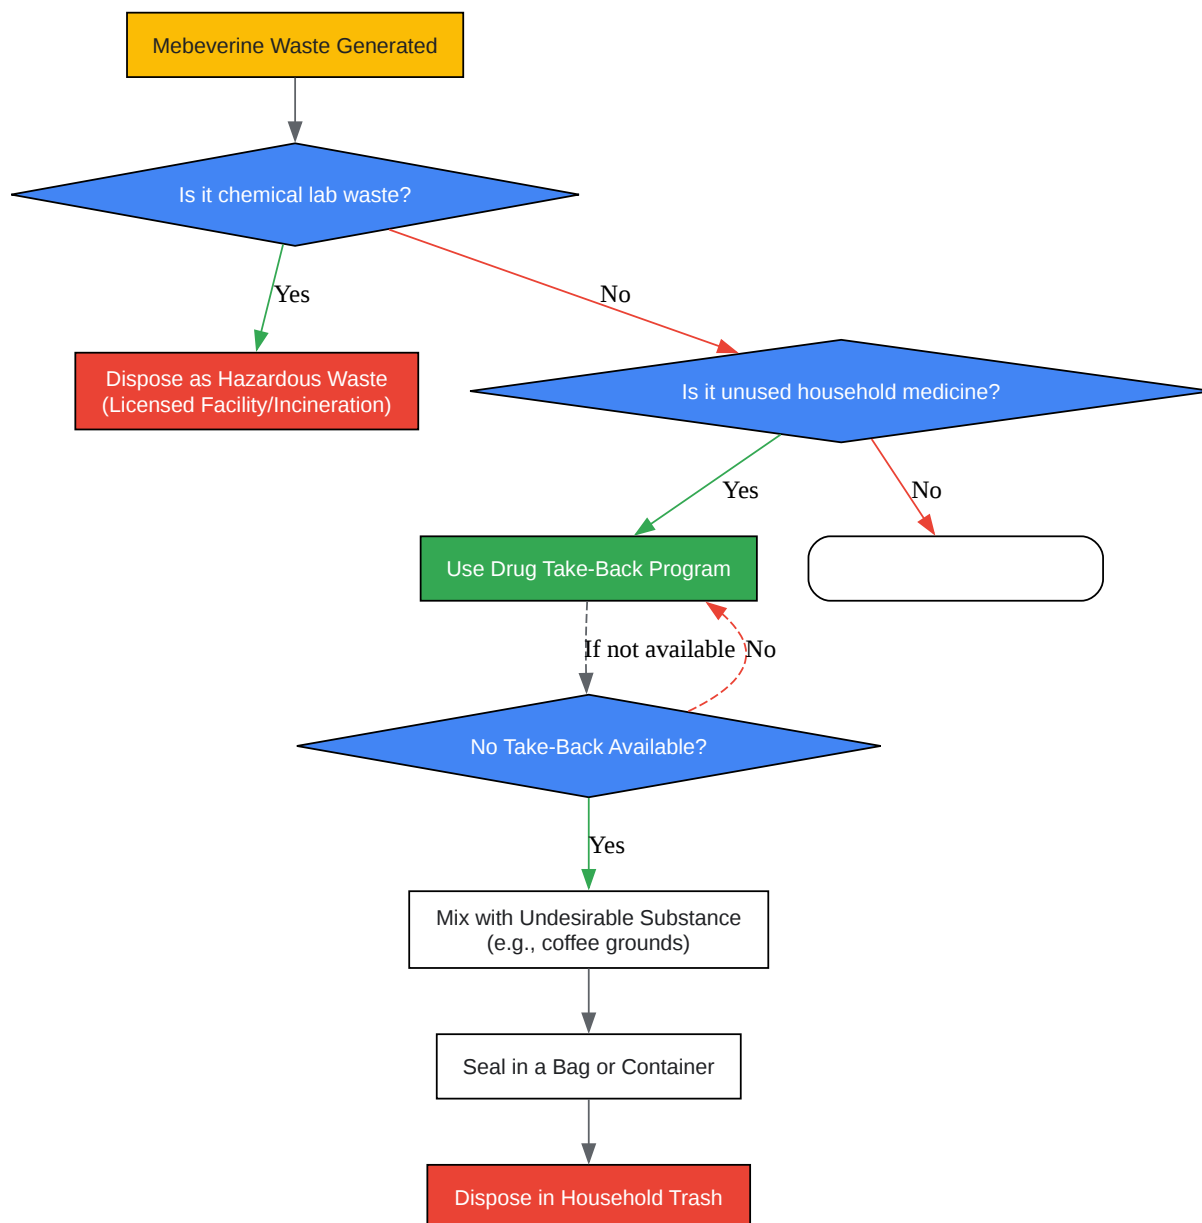 Mebeverine Waste Generated
Is it chemical lab waste?
Yes
No
Dispose as Hazardous Waste
(Licensed Facility/Incineration)
Is it unused household medicine?
Yes
No
Use Drug Take-Back Program
If not available
No
No Take-Back Available?
Yes
Mix with Undesirable Substance
(e.g., coffee grounds)
Seal in a Bag or Container
Dispose in Household Trash